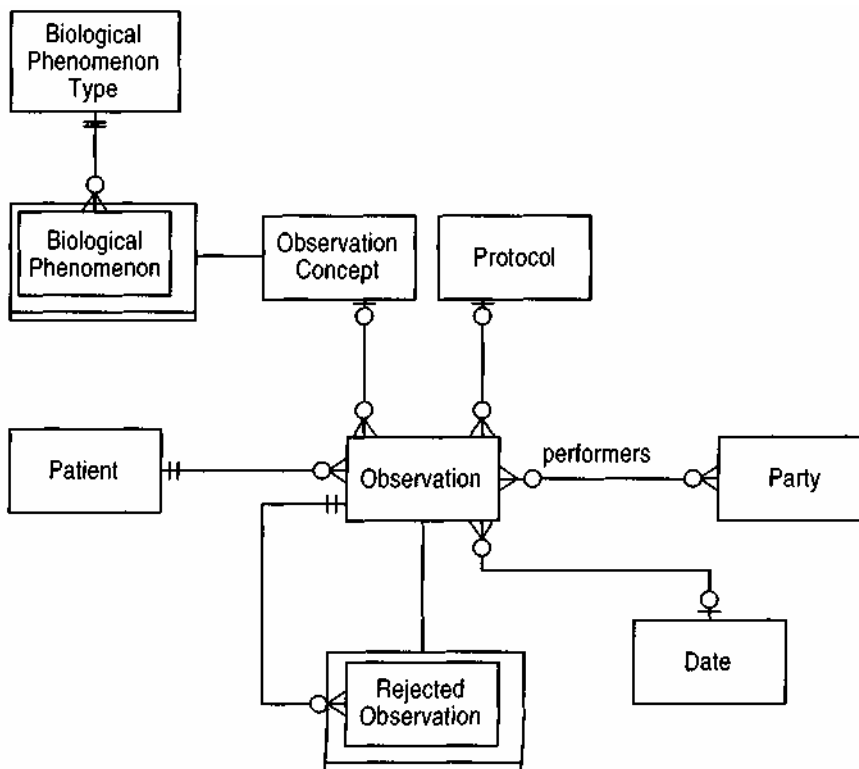 Biological
Phenomenon
Type
Biological
Phenomenon
Observation
Concept
Protocol
Patient
Observation
performers
Party
Rejected
Observation
Date